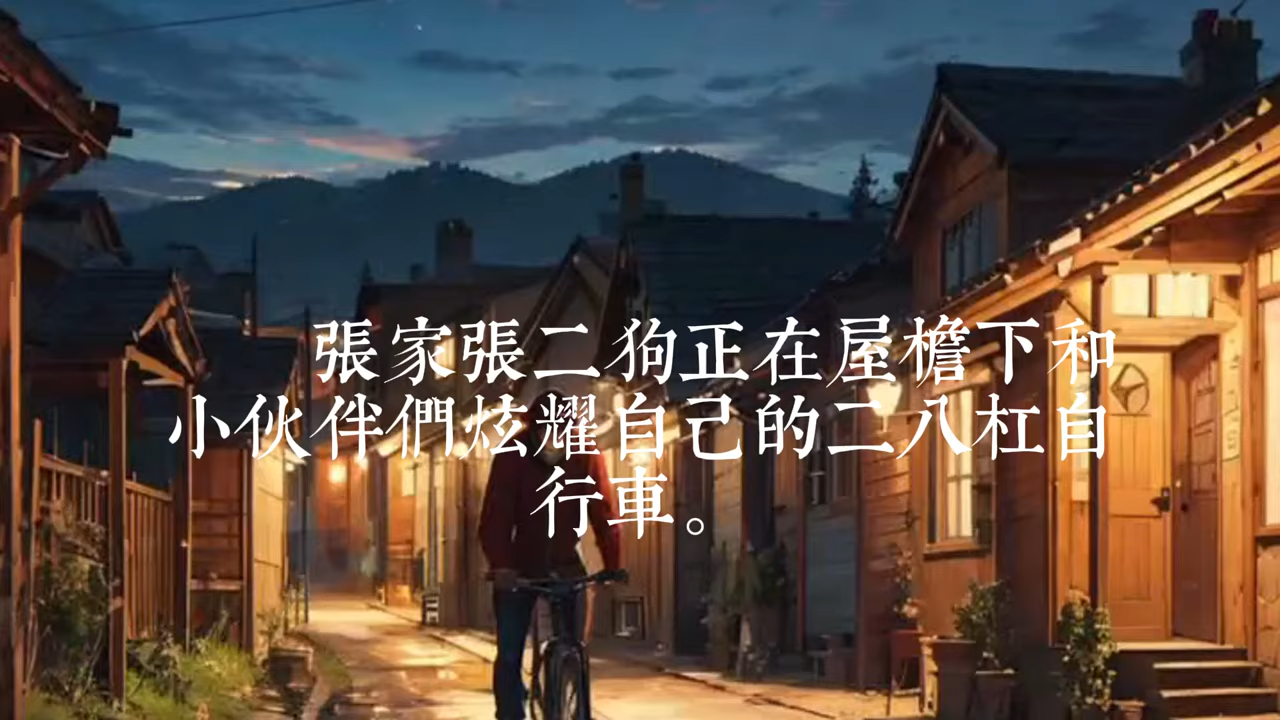 張家張二狗正在屋檐下和
小伙伴們炫耀自己的二八杠自
行車。